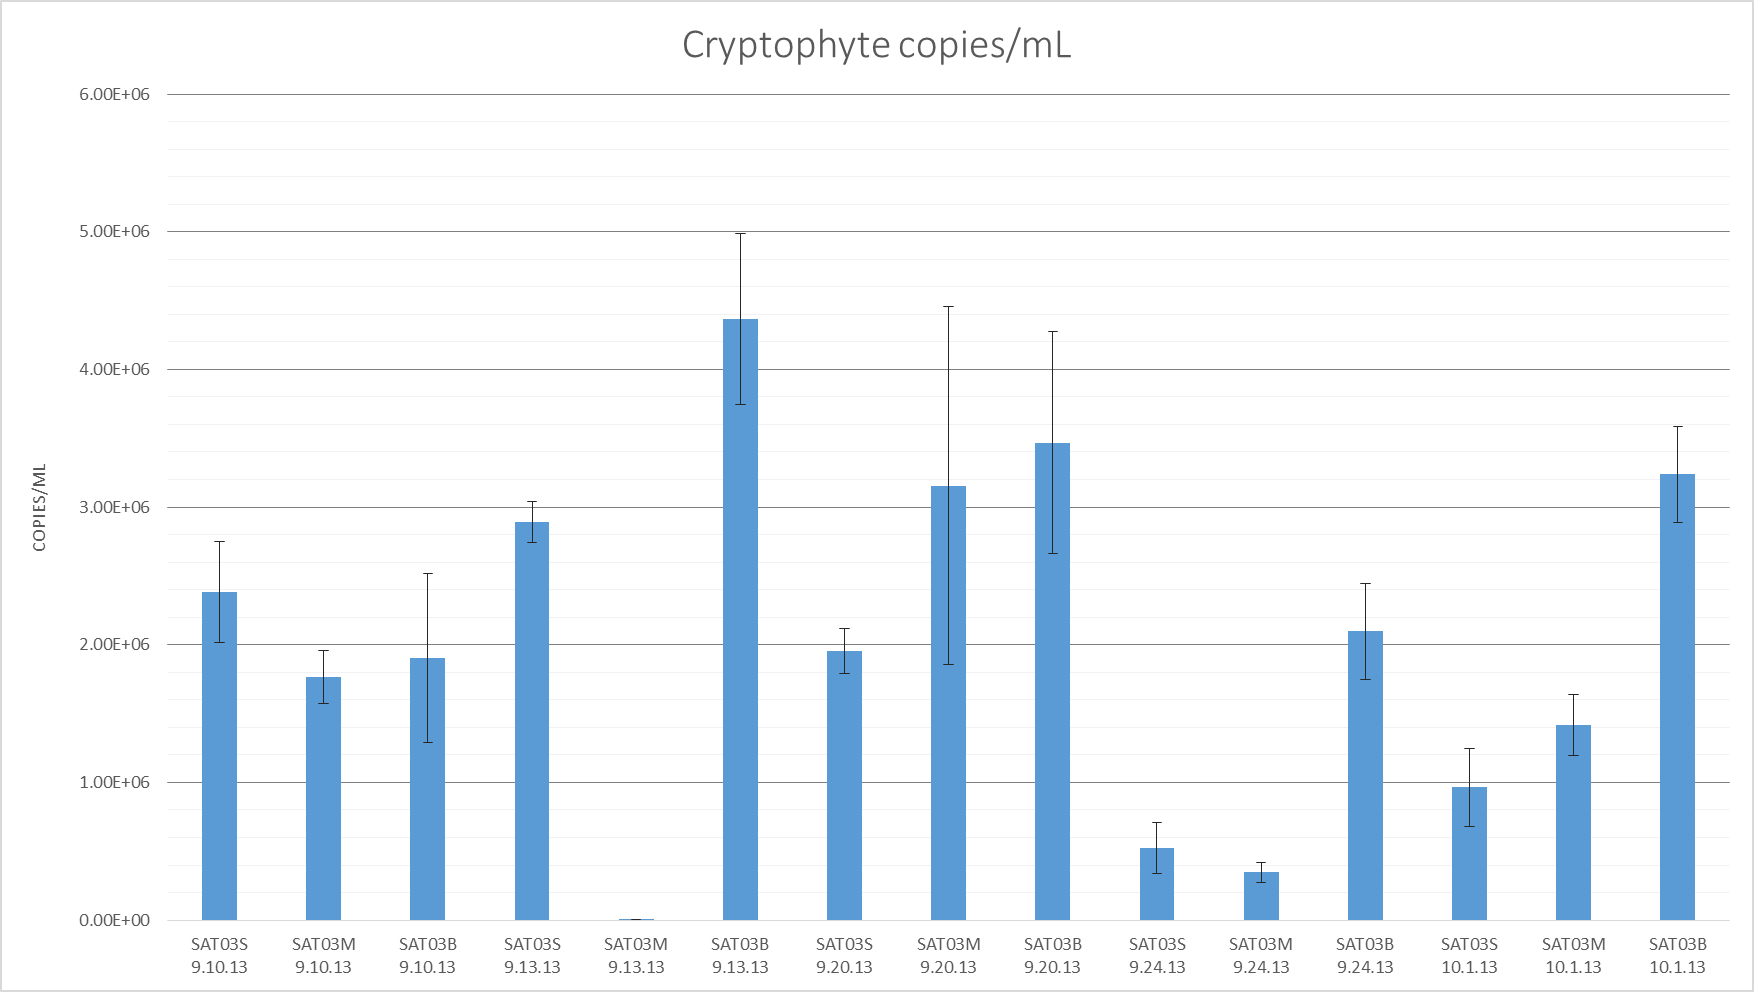 Cryptophyte copies/mL
6.00E+06
5.00E+06
4.00E+06
3.00E+06
2.00E+06
1.00E+06
0.00E+00
COPIES/ML
SAT03S
9.10.13
SAT03M
9.10.13
SAT03B
9.10.13
SAT03S
9.13.13
SAT03M
9.13.13
SAT03B
9.13.13
SAT03S
9.20.13
SAT03M
9.20.13
SAT03B
9.20.13
SAT03S
9.24.13
SAT03M
9.24.13
SAT03B
9.24.13
SAT03S
10.1.13
SAT03M
10.1.13
SAT03B
10.1.13